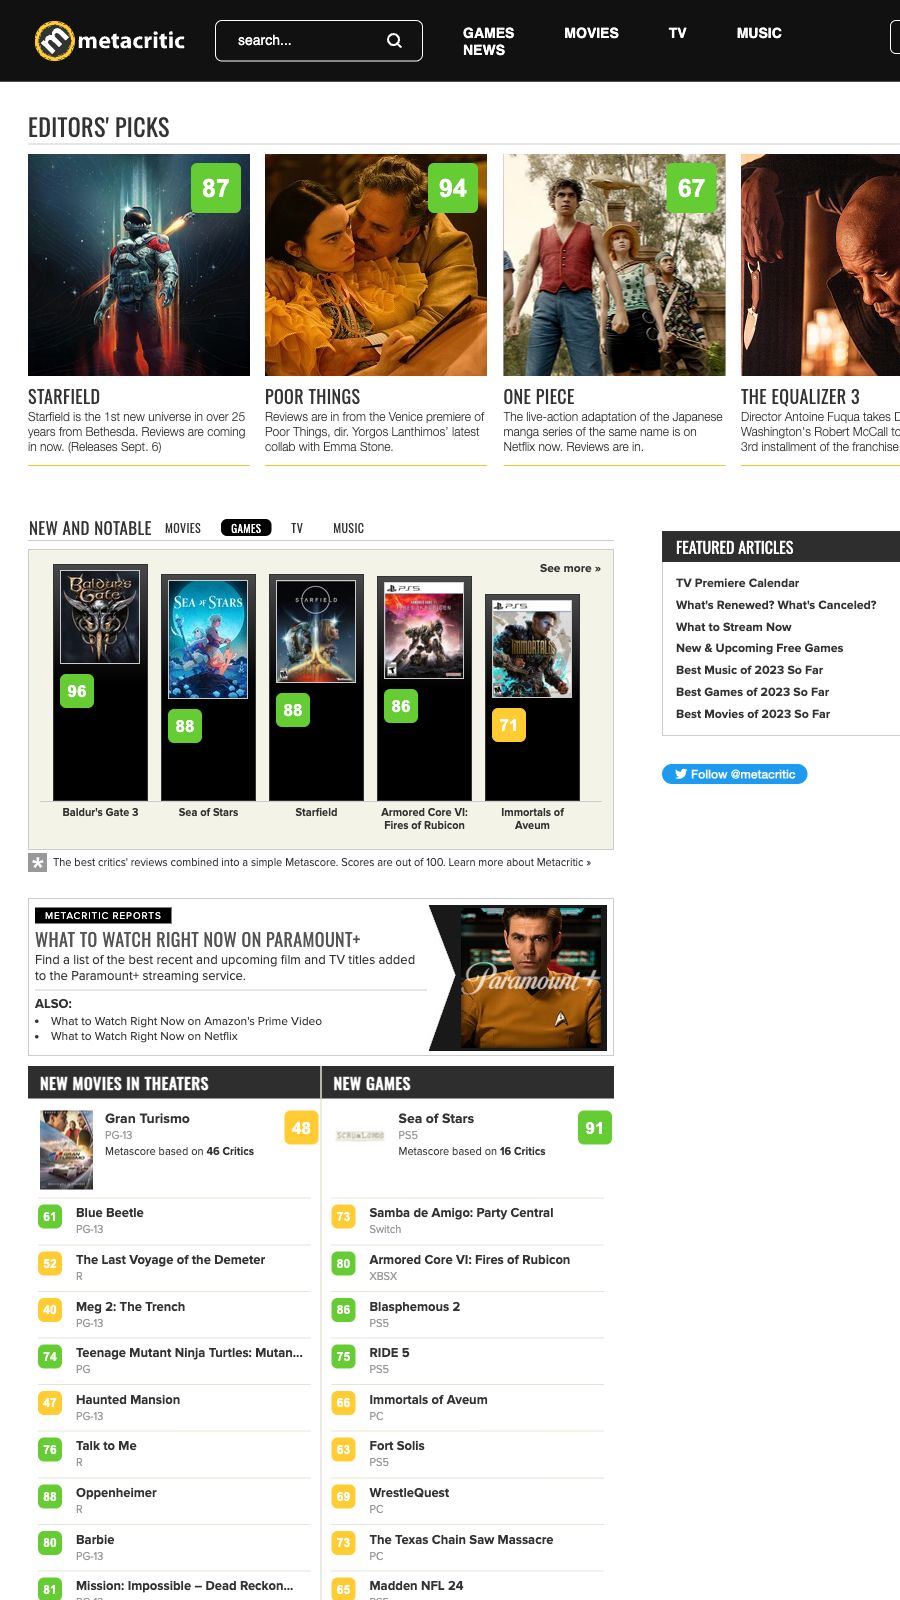 metacritic
search...
GAMES
MOVIES
TV
MUSIC
NEWS
EDITORS' PICKS
87
94
67
STARFIELD
Starfield is the 1st new universe in over 25
years from Bethesda. Reviews are coming
in now. (Releases Sept. 6)
POOR THINGS
Reviews are in from the Venice premiere of
Poor Things, dir. Yorgos Lanthimos' latest
collab with Emma Stone.
ONE PIECE
The live-action adaptation of the Japanese
manga series of the same name is on
Netflix now. Reviews are in.
THE EQUALIZER 3
Director Antoine Fuqua takes
Washington's Robert McCall
3rd installment of the franchise
NEW AND NOTABLE
MOVIES
GAMES
TV
MUSIC
See more »
Baldur's Gate
SEA OF STARS
STARFIELD
PS5
PS5
IMMORTALS
96
88
88
86
71
Baldur's Gate 3
Sea of Stars
Starfield
Armored Core VI:
Fires of Rubicon
Immortals of
Aveum
* The best critics' reviews combined into a simple Metascore. Scores are out of 100. Learn more about Metacritic »
FEATURED ARTICLES
TV Premiere Calendar
What's Renewed? What's Canceled?
What to Stream Now
New & Upcoming Free Games
Best Music of 2023 So Far
Best Games of 2023 So Far
Best Movies of 2023 So Far
Follow @metacritic
METACRITIC REPORTS
WHAT TO WATCH RIGHT NOW ON PARAMOUNT+
Find a list of the best recent and upcoming film and TV titles added
to the Paramount+ streaming service.
ALSO:
• What to Watch Right Now on Amazon's Prime Video
• What to Watch Right Now on Netflix
Paramount+
NEW MOVIES IN THEATERS
Gran Turismo
48
PG-13
Metascore based on 46 Critics
61 Blue Beetle
PG-13
52 The Last Voyage of the Demeter
R
40 Meg 2: The Trench
PG-13
74 Teenage Mutant Ninja Turtles: Mutan...
PG
47 Haunted Mansion
PG-13
76 Talk to Me
R
88 Oppenheimer
R
80 Barbie
PG-13
81 Mission: Impossible – Dead Reckon...
NEW GAMES
Sea of Stars
91
PS5
Metascore based on 16 Critics
73 Samba de Amigo: Party Central
Switch
80 Armored Core VI: Fires of Rubicon
XBSX
86 Blasphemous 2
PS5
75 RIDE 5
PS5
66 Immortals of Aveum
PC
63 Fort Solis
PS5
69 WrestleQuest
PC
73 The Texas Chain Saw Massacre
PC
65 Madden NFL 24